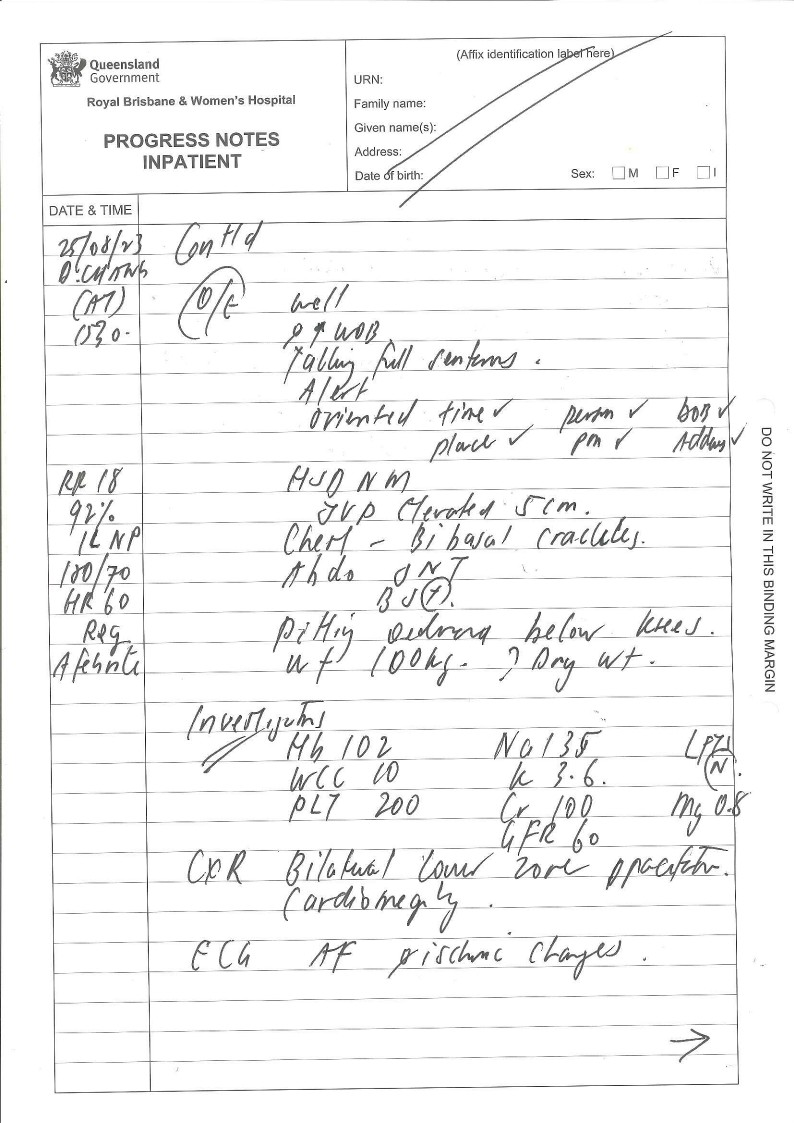 (Affix identification label here)
Queensland
Government
Royal Brisbane & Women's Hospital
PROGRESS NOTES
INPATIENT
URN:
Family name:
Given name(s):
Address:
Date of birth:
Sex: M F I
DATE & TIME
25/08/23 Cont'd
(AT) O/E well
1530. ↑ WOB
Talking full sentences.
Alert
oriented time ✓ person ✓ DOB ✓
place ✓ pm ✓ Address ✓
RR 18 HSD NM
92% JVP Elevated 5cm.
1L NP Chest - Bibasal crackles.
180/70 Abdo SNT
HR 60 BS (+).
Reg Pitting oedema below knees.
Afebrile wt 100kg. ? Dry wt.
Investigations
Hb 102 Na 135 LFTs
WCC 10 K 3.6. (N).
PLT 200 Cr 100 Mg 0.8
GFR 60
CXR Bilateral lower zone opacification.
Cardiomegaly.
ECG AF ischemic changes.
→
DO NOT WRITE IN THIS BINDING MARGIN